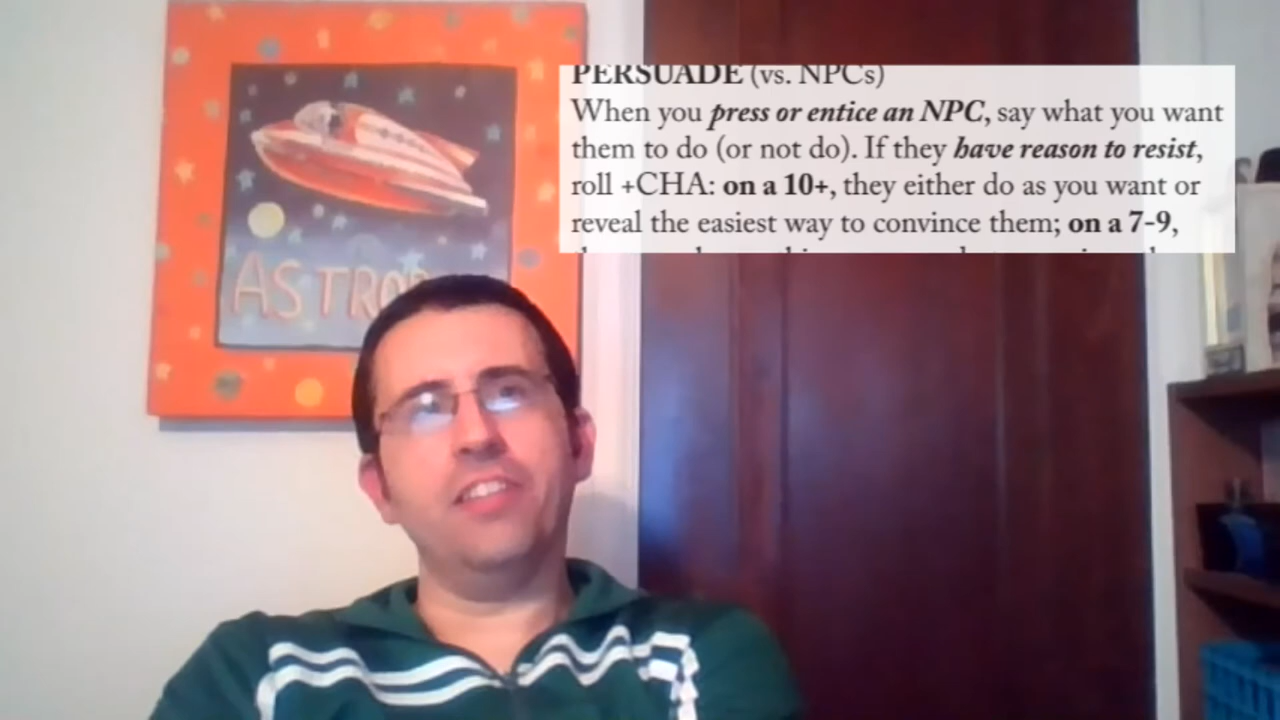 PERSUADE (vs. NPCs)
When you press or entice an NPC, say what you want
them to do (or not do). If they have reason to resist,
roll +CHA: on a 10+, they either do as you want or
reveal the easiest way to convince them; on a 7-9,
ASTRO